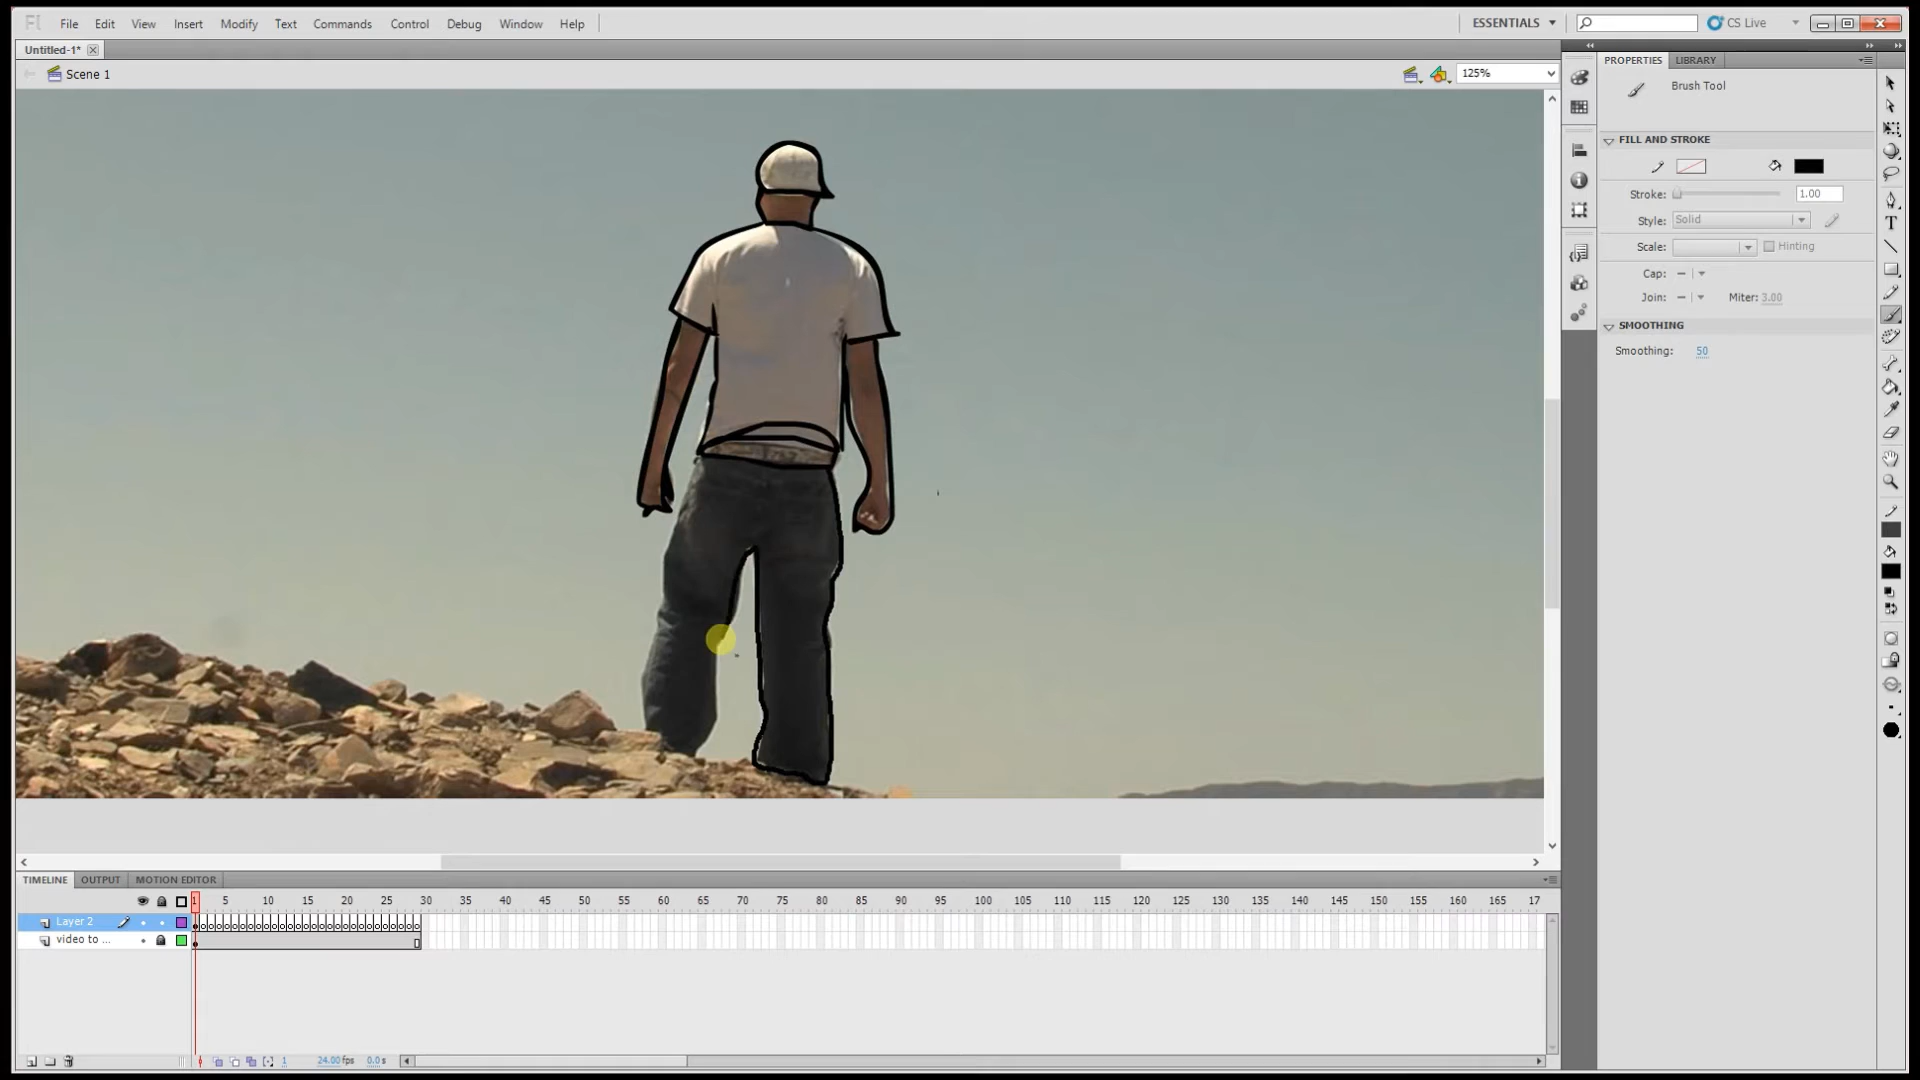 Fl File Edit View Insert Modify Text Commands Control Debug Window Help ESSENTIALS CS Live
Untitled-1*
Scene 1 125%
PROPERTIES LIBRARY
Brush Tool
FILL AND STROKE
Stroke: 1.00
Style: Solid
Scale: Hinting
Cap:
Join: Miter: 3.00
SMOOTHING
Smoothing: 50
T
TIMELINE OUTPUT MOTION EDITOR
1 5 10 15 20 25 30 35 40 45 50 55 60 65 70 75 80 85 90 95 100 105 110 115 120 125 130 135 140 145 150 155 160 165 17
Layer 2
video to ...
1 24.00 fps 0.0 s